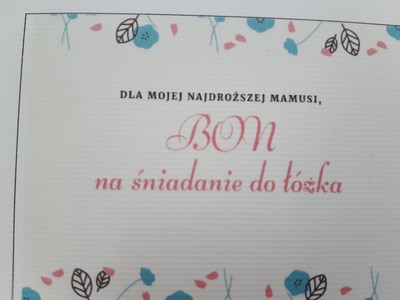 DLA MOJEJ NAJDROŻSZEJ MAMUSI,
BON
na śniadanie do łóżka